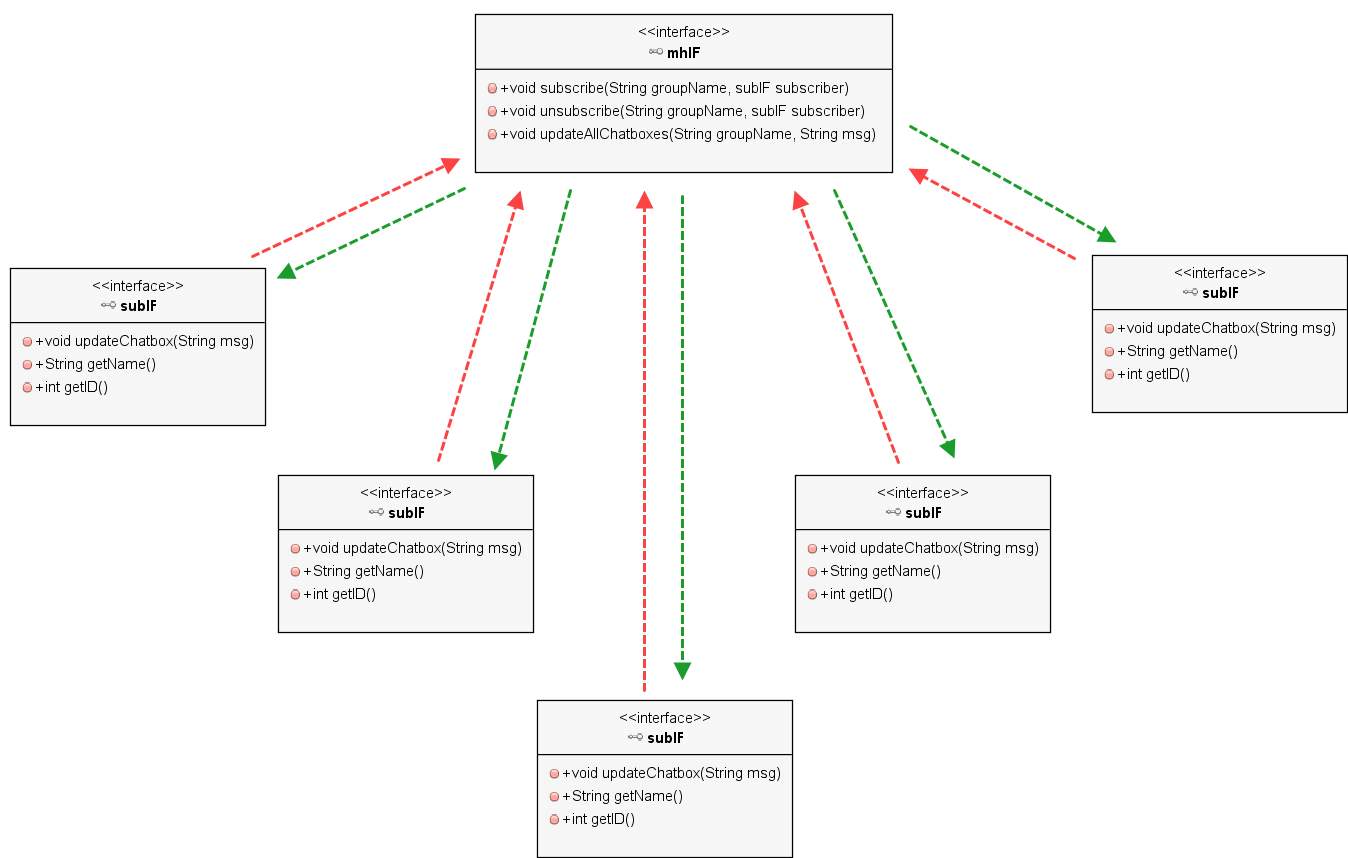 <<interface>>
mhIF
+void subscribe(String groupName, subIF subscriber)
+void unsubscribe(String groupName, subIF subscriber)
+void updateAllChatboxes(String groupName, String msg)
<<interface>>
subIF
+void updateChatbox(String msg)
+String getName()
+int getID()
<<interface>>
subIF
+void updateChatbox(String msg)
+String getName()
+int getID()
<<interface>>
subIF
+void updateChatbox(String msg)
+String getName()
+int getID()
<<interface>>
subIF
+void updateChatbox(String msg)
+String getName()
+int getID()
<<interface>>
subIF
+void updateChatbox(String msg)
+String getName()
+int getID()